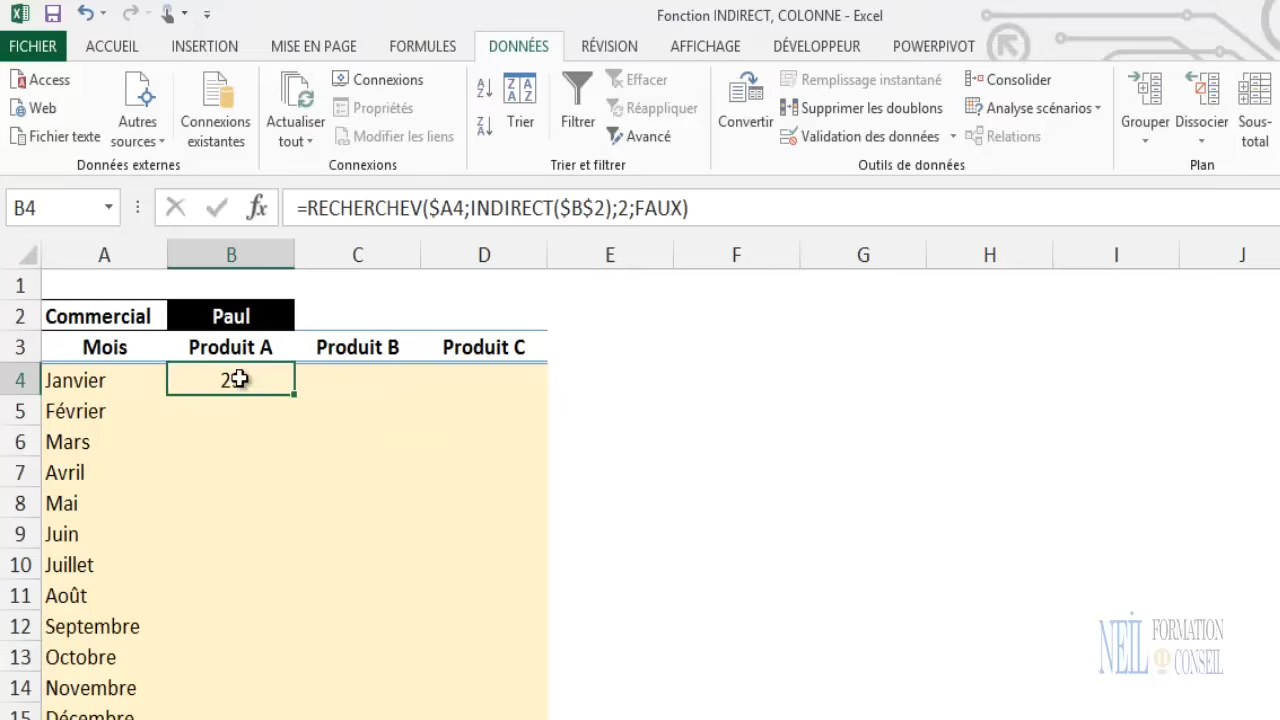 Fonction INDIRECT, COLONNE - Excel
FICHIER ACCUEIL INSERTION MISE EN PAGE FORMULES DONNÉES RÉVISION AFFICHAGE DÉVELOPPEUR POWERPIVOT
Access
Web
Fichier texte
Autres sources
Connexions existantes
Données externes
Actualiser tout
Connexions
Propriétés
Modifier les liens
Connexions
Trier
Filtrer
Effacer
Réappliquer
Avancé
Trier et filtrer
Convertir
Remplissage instantané
Supprimer les doublons
Validation des données
Consolider
Analyse scénarios
Relations
Outils de données
Grouper
Dissocier
Sous-total
Plan
B4 fx =RECHERCHEV($A4;INDIRECT($B$2);2;FAUX)
A B C D E F G H I J
1
2 Commercial Paul
3 Mois Produit A Produit B Produit C
4 Janvier
5 Février
6 Mars
7 Avril
8 Mai
9 Juin
10 Juillet
11 Août
12 Septembre
13 Octobre
14 Novembre
15 Décembre
NEIL FORMATION CONSEIL